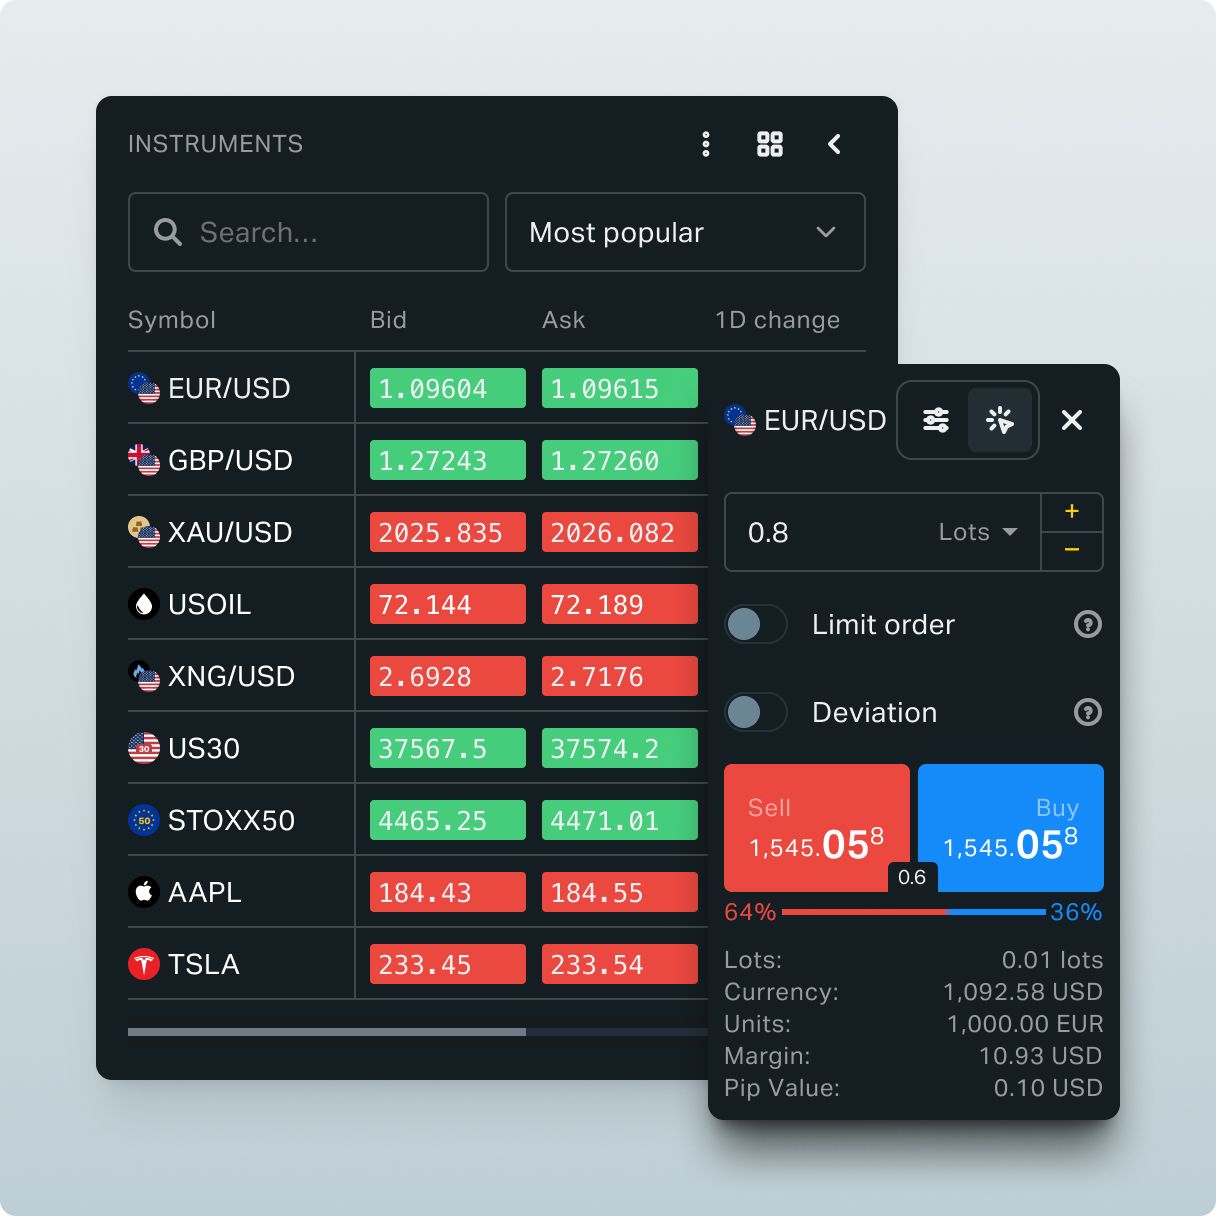 INSTRUMENTS
Search...
Most popular
Symbol Bid Ask 1D change
EUR/USD 1.09604 1.09615
GBP/USD 1.27243 1.27260
XAU/USD 2025.835 2026.082
USOIL 72.144 72.189
XNG/USD 2.6928 2.7176
30 US30 37567.5 37574.2
50 STOXX50 4465.25 4471.01
AAPL 184.43 184.55
TSLA 233.45 233.54
EUR/USD
0.8 Lots + −
Limit order ?
Deviation ?
Sell Buy
1,545.058 1,545.058
0.6
64% 36%
Lots: 0.01 lots
Currency: 1,092.58 USD
Units: 1,000.00 EUR
Margin: 10.93 USD
Pip Value: 0.10 USD